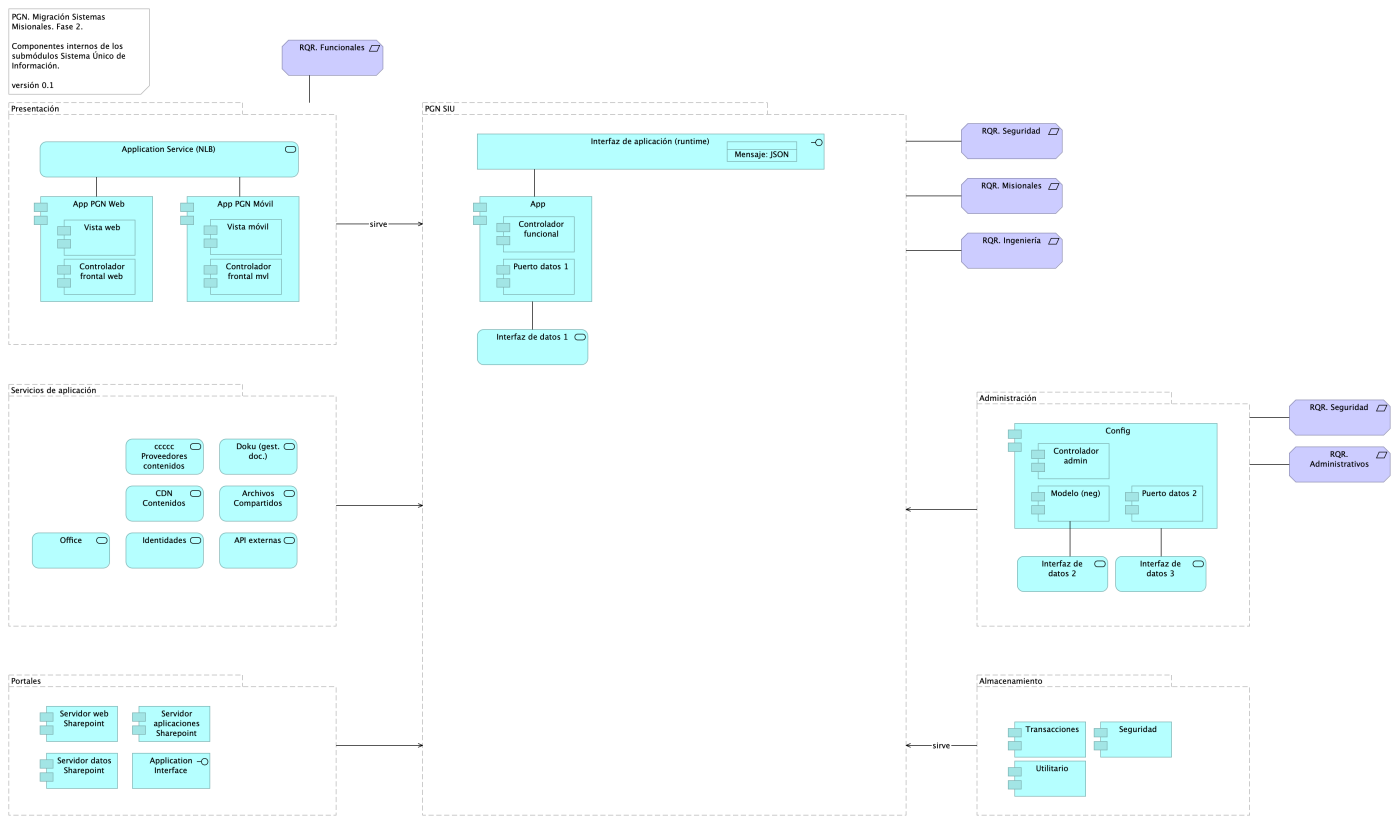 PGN. Migración Sistemas
Misionales. Fase 2.
Componentes internos de los
submódulos Sistema Único de
Información.
versión 0.1
RQR. Funcionales
Presentación
Application Service (NLB)
App PGN Web
Vista web
Controlador
frontal web
App PGN Móvil
Vista móvil
Controlador
frontal mvl
sirve
PGN SIU
Interfaz de aplicación (runtime)
Mensaje: JSON
App
Controlador
funcional
Puerto datos 1
Interfaz de datos 1
RQR. Seguridad
RQR. Misionales
RQR. Ingeniería
Servicios de aplicación
ccccc
Proveedores
contenidos
Doku (gest.
doc.)
CDN
Contenidos
Archivos
Compartidos
Office
Identidades
API externas
Administración
Config
Controlador
admin
Modelo (neg)
Puerto datos 2
Interfaz de
datos 2
Interfaz de
datos 3
RQR. Seguridad
RQR.
Administrativos
Portales
Servidor web
Sharepoint
Servidor
aplicaciones
Sharepoint
Servidor datos
Sharepoint
Application
Interface
sirve
Almacenamiento
Transacciones
Seguridad
Utilitario